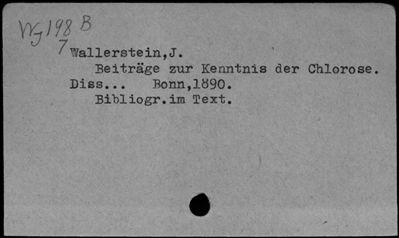 Wg 198 B
7
Wallerstein,J.
Beiträge zur Kenntnis der Chlorose.
Diss... Bonn,1890.
Bibliogr.im Text.